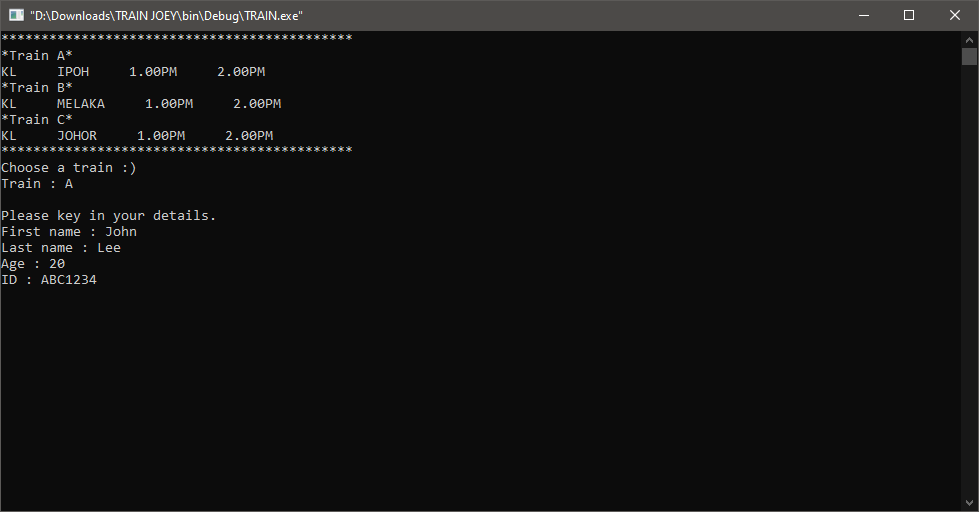 "D:\Downloads\TRAIN JOEY\bin\Debug\TRAIN.exe"
********************************************
*Train A*
KL     IPOH     1.00PM     2.00PM
*Train B*
KL     MELAKA     1.00PM     2.00PM
*Train C*
KL     JOHOR     1.00PM     2.00PM
********************************************
Choose a train :)
Train : A
Please key in your details.
First name : John
Last name : Lee
Age : 20
ID : ABC1234